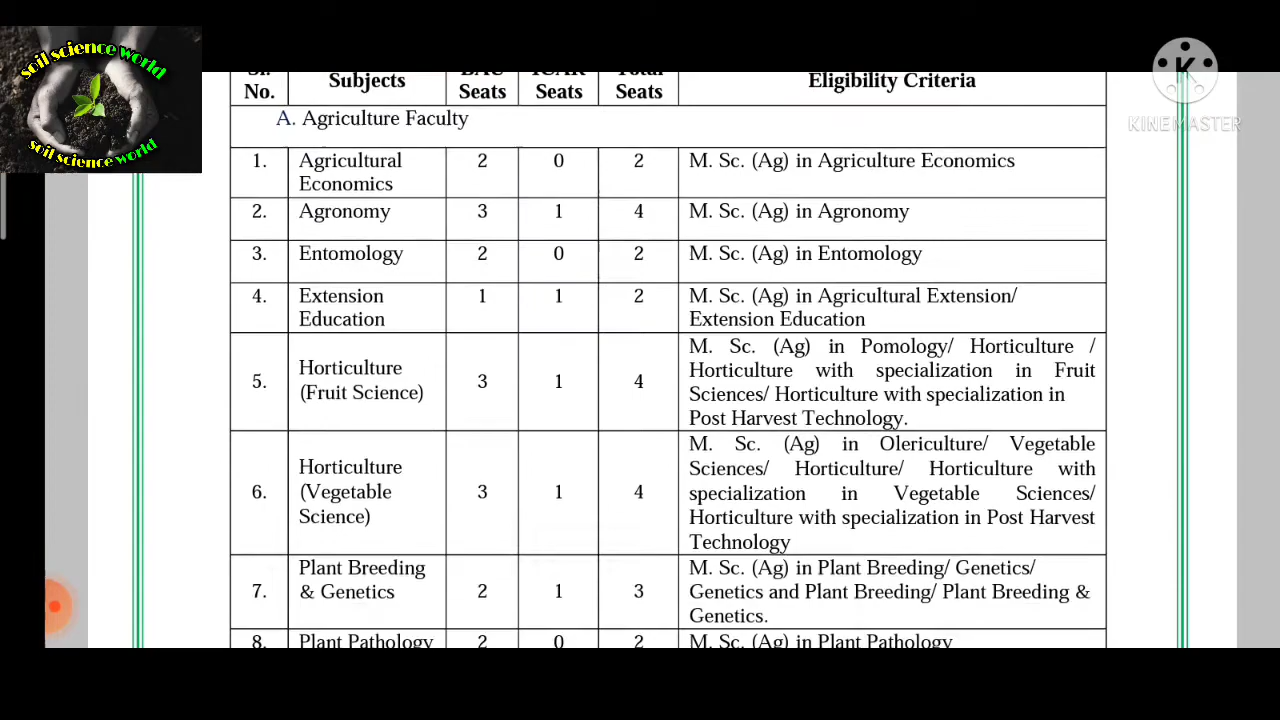 soil science world
soil science world
KINEMASTER
Sl. No. Subjects BAU Seats ICAR Seats Total Seats Eligibility Criteria
A. Agriculture Faculty
1. Agricultural Economics 2 0 2 M. Sc. (Ag) in Agriculture Economics
2. Agronomy 3 1 4 M. Sc. (Ag) in Agronomy
3. Entomology 2 0 2 M. Sc. (Ag) in Entomology
4. Extension Education 1 1 2 M. Sc. (Ag) in Agricultural Extension/
Extension Education
5. Horticulture (Fruit Science) 3 1 4 M. Sc. (Ag) in Pomology/ Horticulture /
Horticulture with specialization in Fruit
Sciences/ Horticulture with specialization in
Post Harvest Technology.
6. Horticulture (Vegetable Science) 3 1 4 M. Sc. (Ag) in Olericulture/ Vegetable
Sciences/ Horticulture/ Horticulture with
specialization in Vegetable Sciences/
Horticulture with specialization in Post Harvest
Technology
7. Plant Breeding & Genetics 2 1 3 M. Sc. (Ag) in Plant Breeding/ Genetics/
Genetics and Plant Breeding/ Plant Breeding &
Genetics.
8. Plant Pathology 2 0 2 M. Sc. (Ag) in Plant Pathology